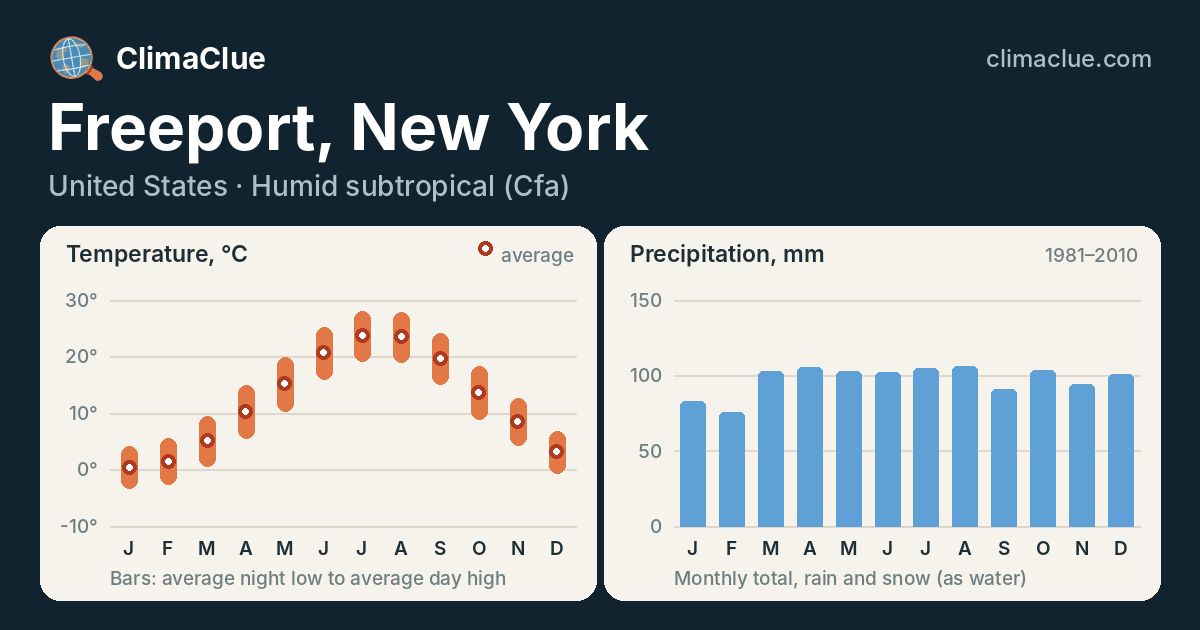 ClimaClue
climaclue.com
Freeport, New York
United States · Humid subtropical (Cfa)
Temperature, °C
average
30°
20°
10°
0°
-10°
J F M A M J J A S O N D
Bars: average night low to average day high
Precipitation, mm
1981–2010
150
100
50
0
J F M A M J J A S O N D
Monthly total, rain and snow (as water)